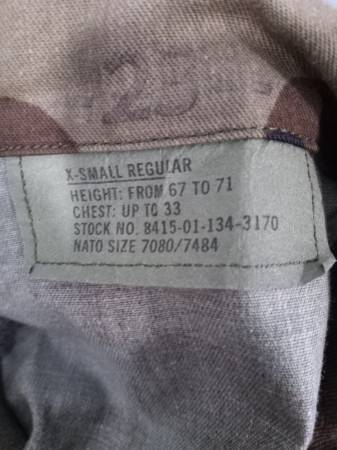 25
X-SMALL REGULAR
HEIGHT: FROM 67 TO 71
CHEST: UP TO 33
STOCK NO. 8415-01-134-3170
NATO SIZE 7080/7484